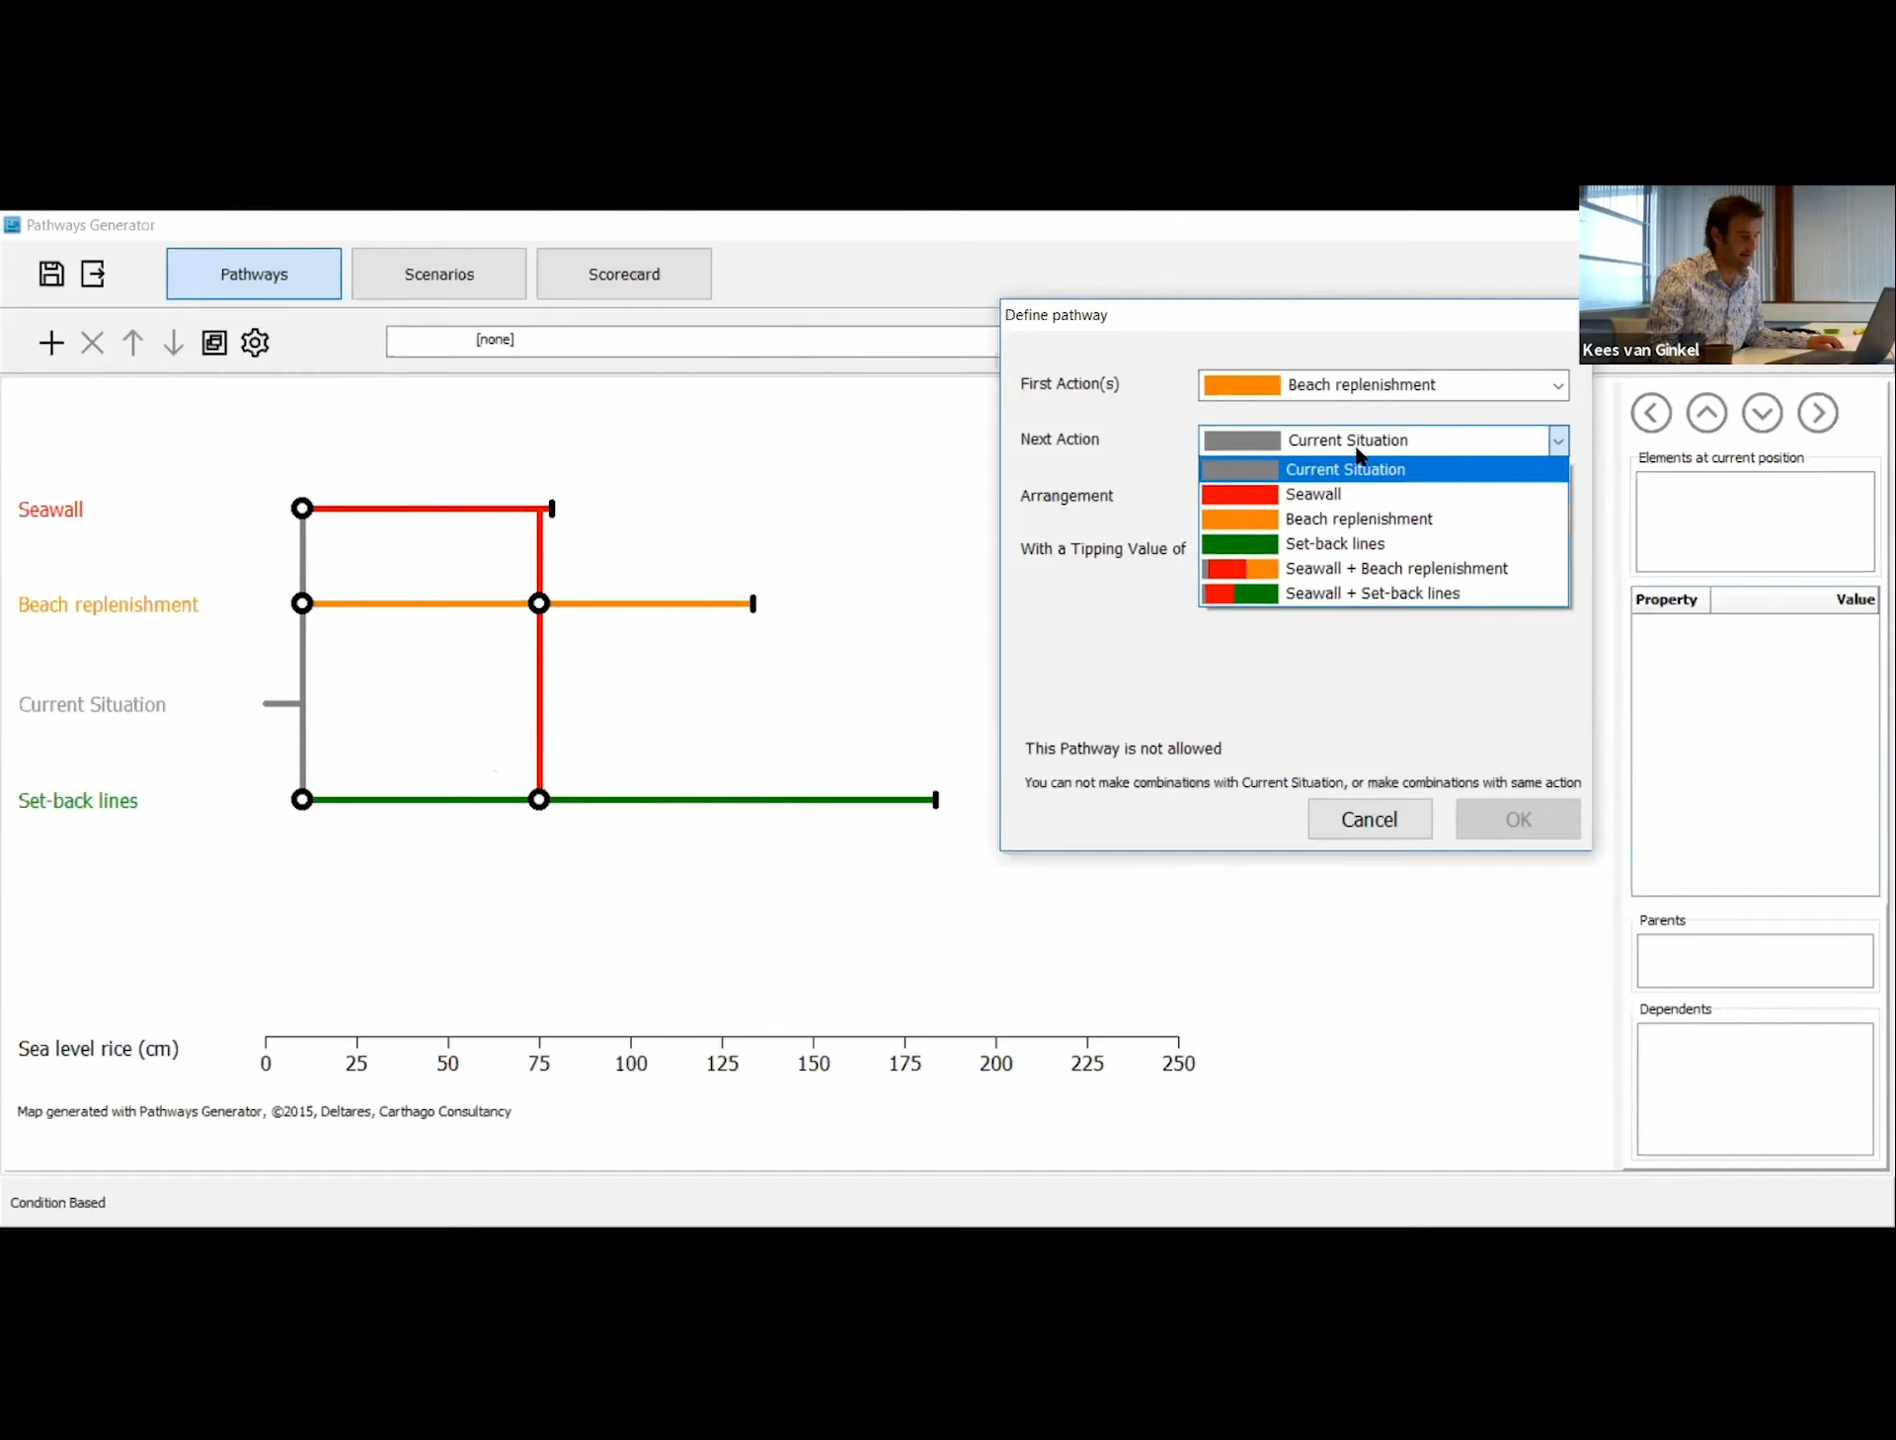 Pathways Generator
Pathways
Scenarios
Scorecard
[none]
Kees van Ginkel
Define pathway
First Action(s)
Beach replenishment
Next Action
Current Situation
Current Situation
Arrangement
Seawall
Beach replenishment
With a Tipping Value of
Set-back lines
Seawall + Beach replenishment
Seawall + Set-back lines
This Pathway is not allowed
You can not make combinations with Current Situation, or make combinations with same action
Cancel
OK
Elements at current position
Property
Value
Parents
Dependents
Seawall
Beach replenishment
Current Situation
Set-back lines
Sea level rice (cm)
0 25 50 75 100 125 150 175 200 225 250
Map generated with Pathways Generator, ©2015, Deltares, Carthago Consultancy
Condition Based